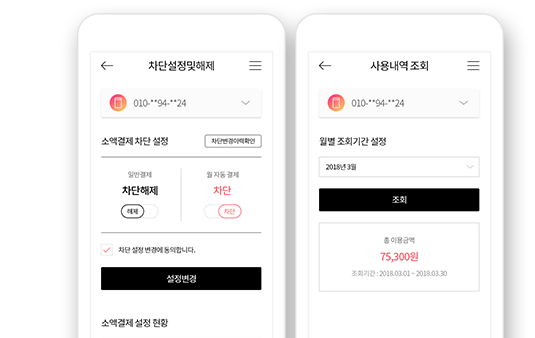 차단설정및해제
010-**94-**24
소액결제 차단 설정
차단변경이력확인
일반결제
차단해제
해제
월 자동 결제
차단
차단
차단 설정 변경에 동의합니다.
설정변경
소액결제 설정 현황
사용내역 조회
010-**94-**24
월별 조회기간 설정
2018년 3월
조회
총 이용금액
75,300원
조회기간 : 2018.03.01 ~ 2018.03.30